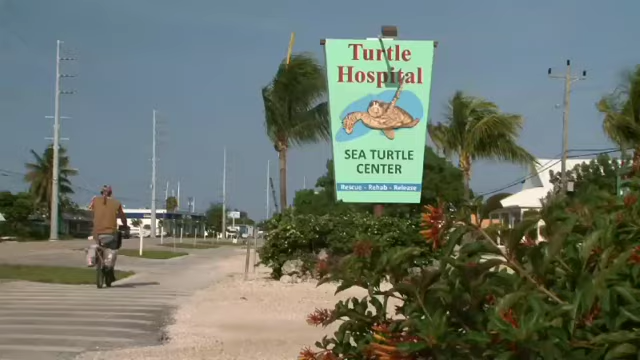 Turtle
Hospital
SEA TURTLE
CENTER
Rescue - Rehab - Release